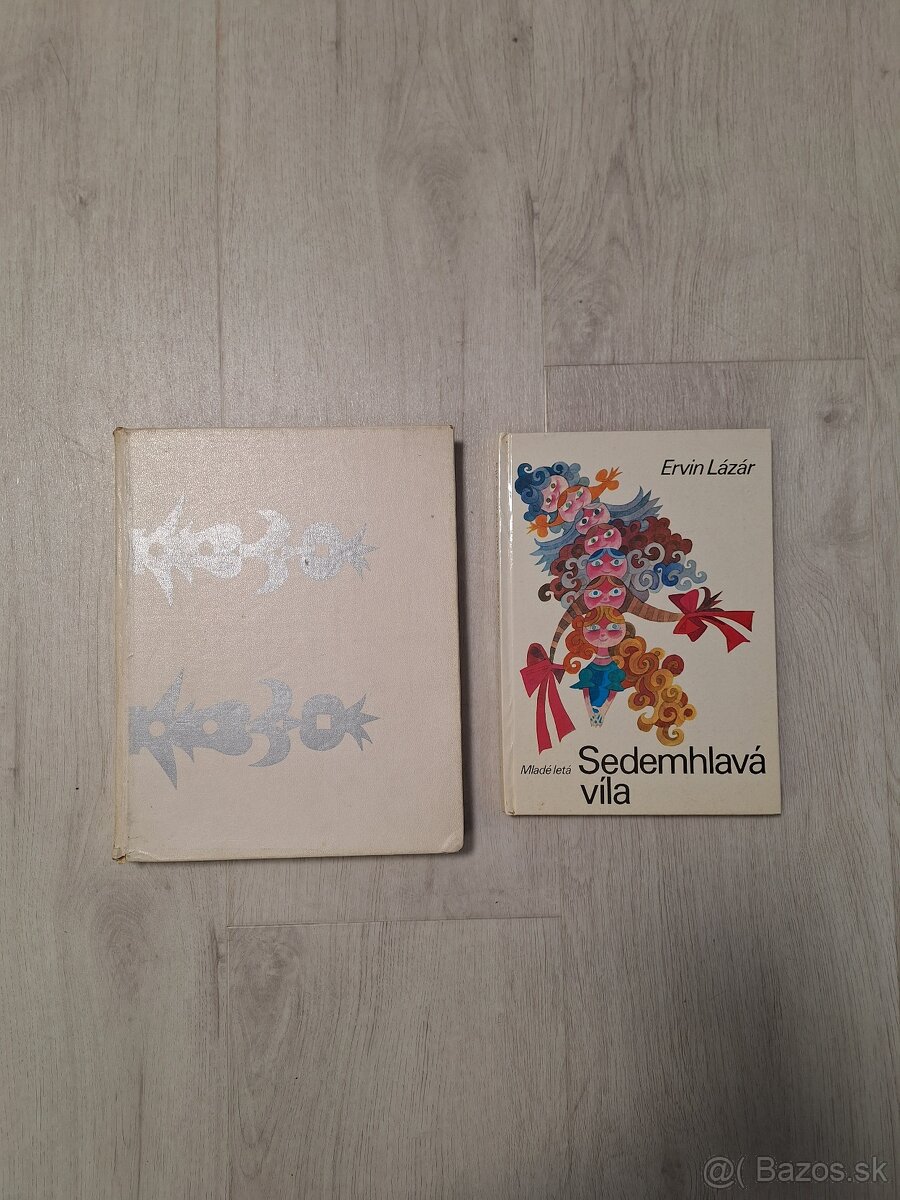 Ervin Lázár
Mladé letá Sedemhlavá
víla
@( Bazos.sk